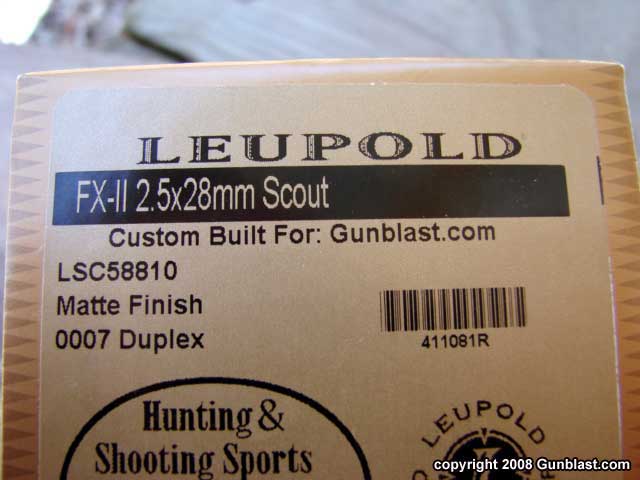 LEUPOLD
FX-II 2.5x28mm Scout
Custom Built For: Gunblast.com
LSC58810
Matte Finish
0007 Duplex
411081R
Hunting &
Shooting Sports
LEUPOLD
copyright 2008 Gunblast.com